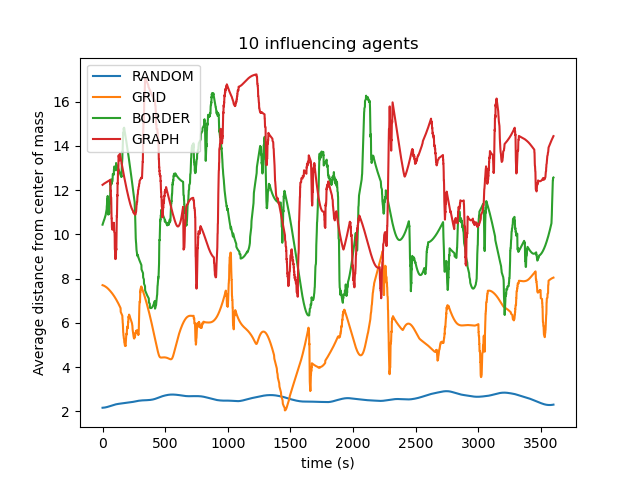 10 influencing agents
RANDOM
GRID
BORDER
GRAPH
Average distance from center of mass
16
14
12
10
8
6
4
2
0 500 1000 1500 2000 2500 3000 3500
time (s)